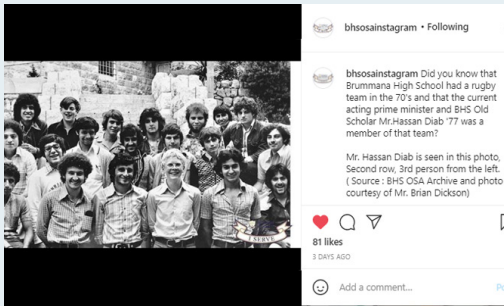 bhsosainstagram • Following
bhsosainstagram Did you know that
Brummana High School had a rugby
team in the 70's and that the current
acting prime minister and BHS Old
Scholar Mr.Hassan Diab '77 was a
member of that team?
Mr. Hassan Diab is seen in this photo,
Second row, 3rd person from the left.
( Source : BHS OSA Archive and photo
courtesy of Mr. Brian Dickson)
I SERVE
81 likes
3 DAYS AGO
Add a comment...